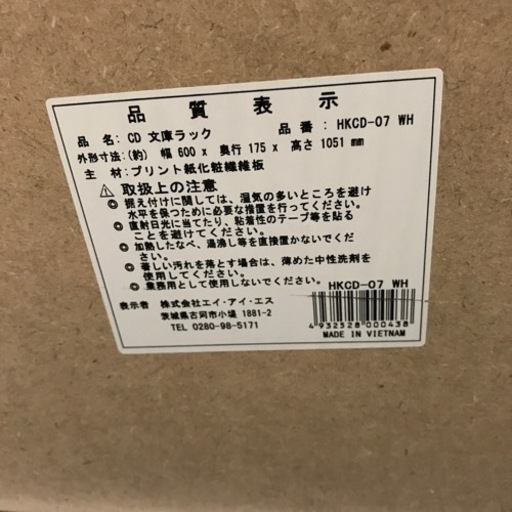 品質表示
品名: CD 文庫ラック 品番: HKCD-07 WH
外形寸法:(約) 幅 600 x 奥行 175 x 高さ 1051 mm
主材: プリント紙化粧繊維板
取扱上の注意
据え付けに関しては、湿気の多いところを避け
水平を保つために必要な措置を行ってください。
直射日光に当てたり、粘着性のテープ等を貼る
ことを避けてください。
加熱したなべ、湯沸し等を直接置かないでくだ
さい。
著しい汚れを落とす場合は、薄めた中性洗剤を
使用してください。
業務用として使用しないでください。
HKCD-07 WH
表示者 株式会社エイ・アイ・エス
茨城県古河市小堤 1881-2
TEL 0280-98-5171
4 932528 000438
MADE IN VIETNAM